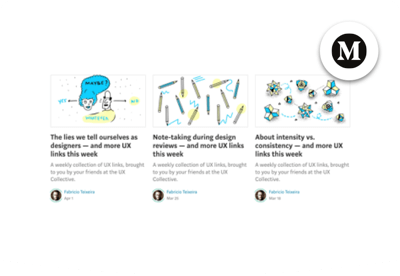 M
MAYBE?
The lies we tell ourselves as
designers — and more UX
links this week
A weekly collection of UX links, brought
to you by your friends at the UX
Collective.
Fabricio Teixeira
Apr 1
Note-taking during design
reviews — and more UX
links this week
A weekly collection of UX links, brought
to you by your friends at the UX
Collective.
Fabricio Teixeira
Mar 25
About intensity vs.
consistency — and more UX
links this week
A weekly collection of UX links, brought
to you by your friends at the UX
Collective.
Fabricio Teixeira
Mar 18